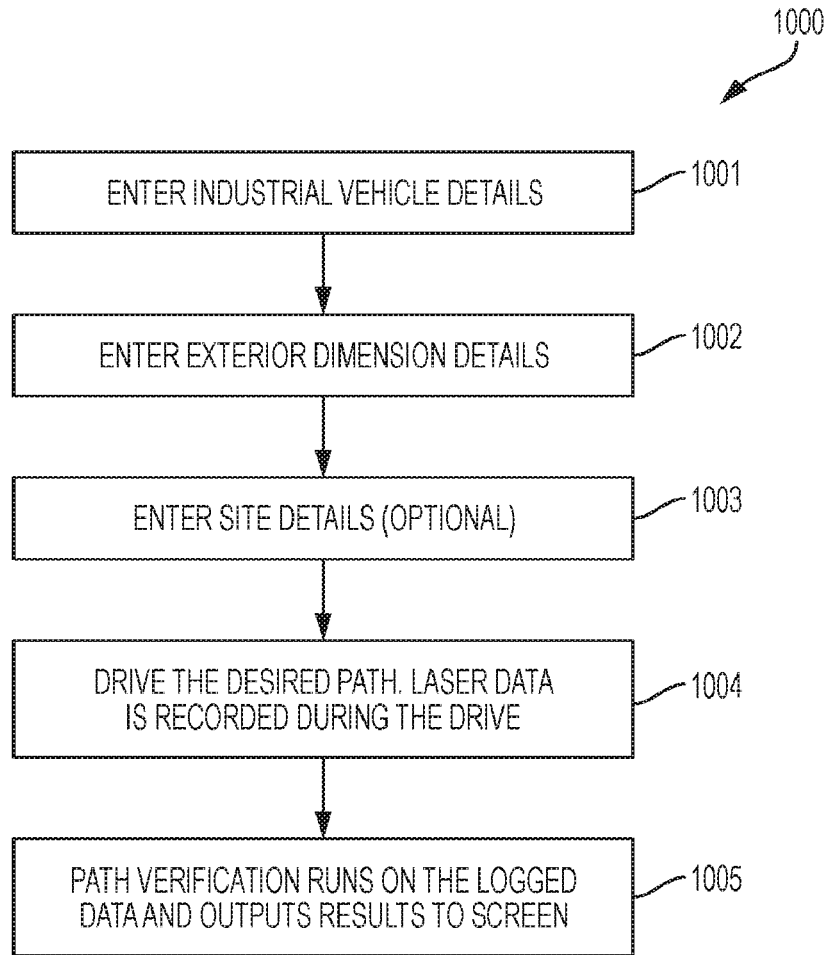 1000
ENTER INDUSTRIAL VEHICLE DETAILS
1001
ENTER EXTERIOR DIMENSION DETAILS
1002
ENTER SITE DETAILS (OPTIONAL)
1003
DRIVE THE DESIRED PATH. LASER DATA
IS RECORDED DURING THE DRIVE
1004
PATH VERIFICATION RUNS ON THE LOGGED
DATA AND OUTPUTS RESULTS TO SCREEN
1005